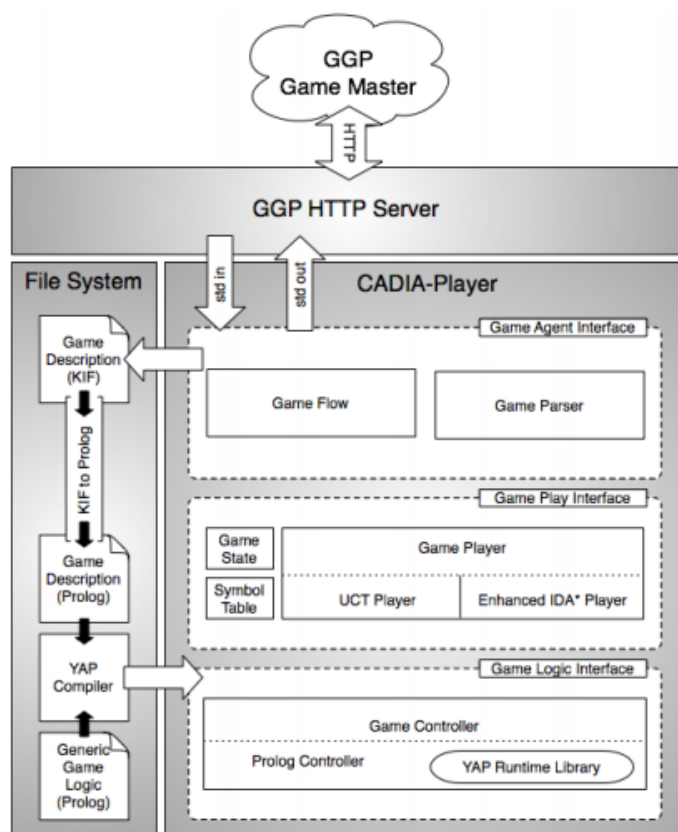 GGP
Game Master
HTTP
GGP HTTP Server
std in
std out
File System
CADIA-Player
Game
Description
(KIF)
KIF to Prolog
Game
Description
(Prolog)
YAP
Compiler
Generic
Game
Logic
(Prolog)
Game Agent Interface
Game Flow
Game Parser
Game Play Interface
Game
State
Symbol
Table
Game Player
UCT Player
Enhanced IDA* Player
Game Logic Interface
Game Controller
Prolog Controller
YAP Runtime Library